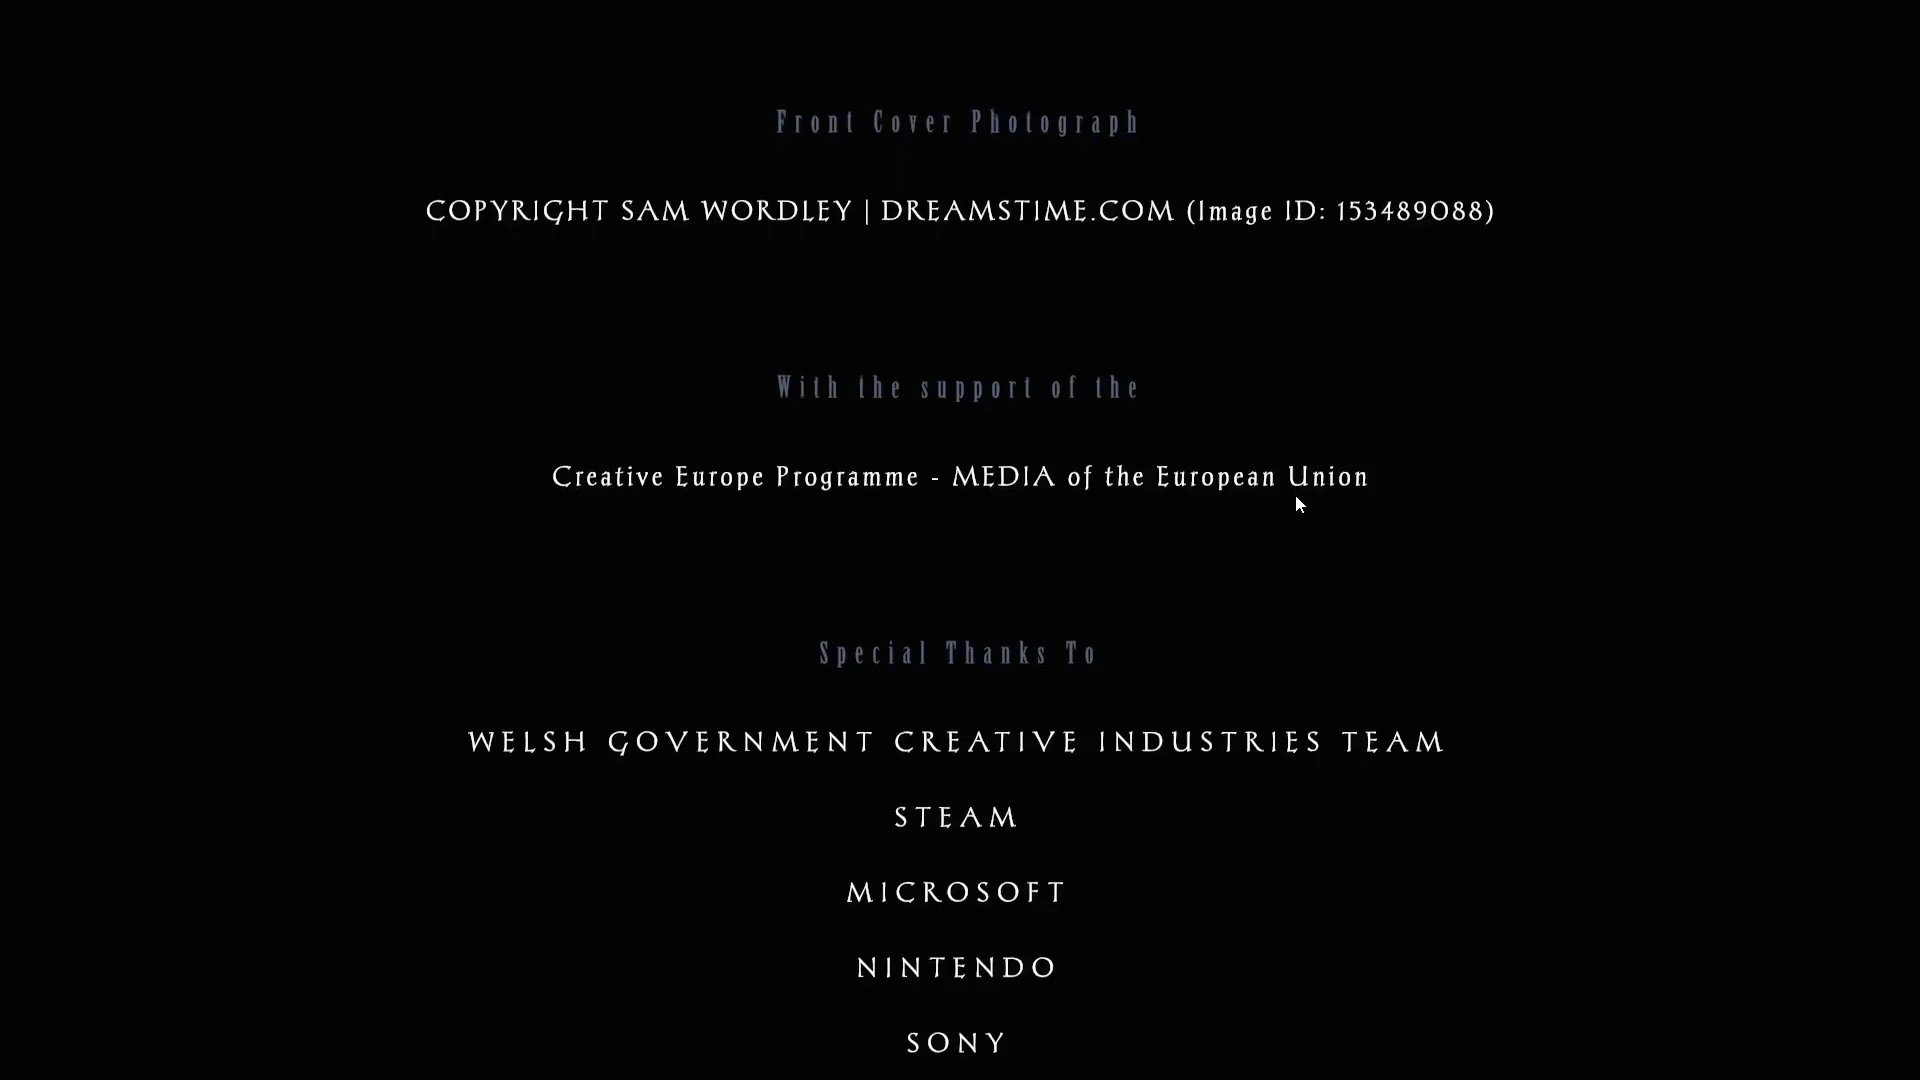 Front Cover Photograph
COPYRIGHT SAM WORDLEY | DREAMSTIME.COM (Image ID: 153489088)
With the support of the
Creative Europe Programme - MEDIA of the European Union
Special Thanks To
WELSH GOVERNMENT CREATIVE INDUSTRIES TEAM
STEAM
MICROSOFT
NINTENDO
SONY